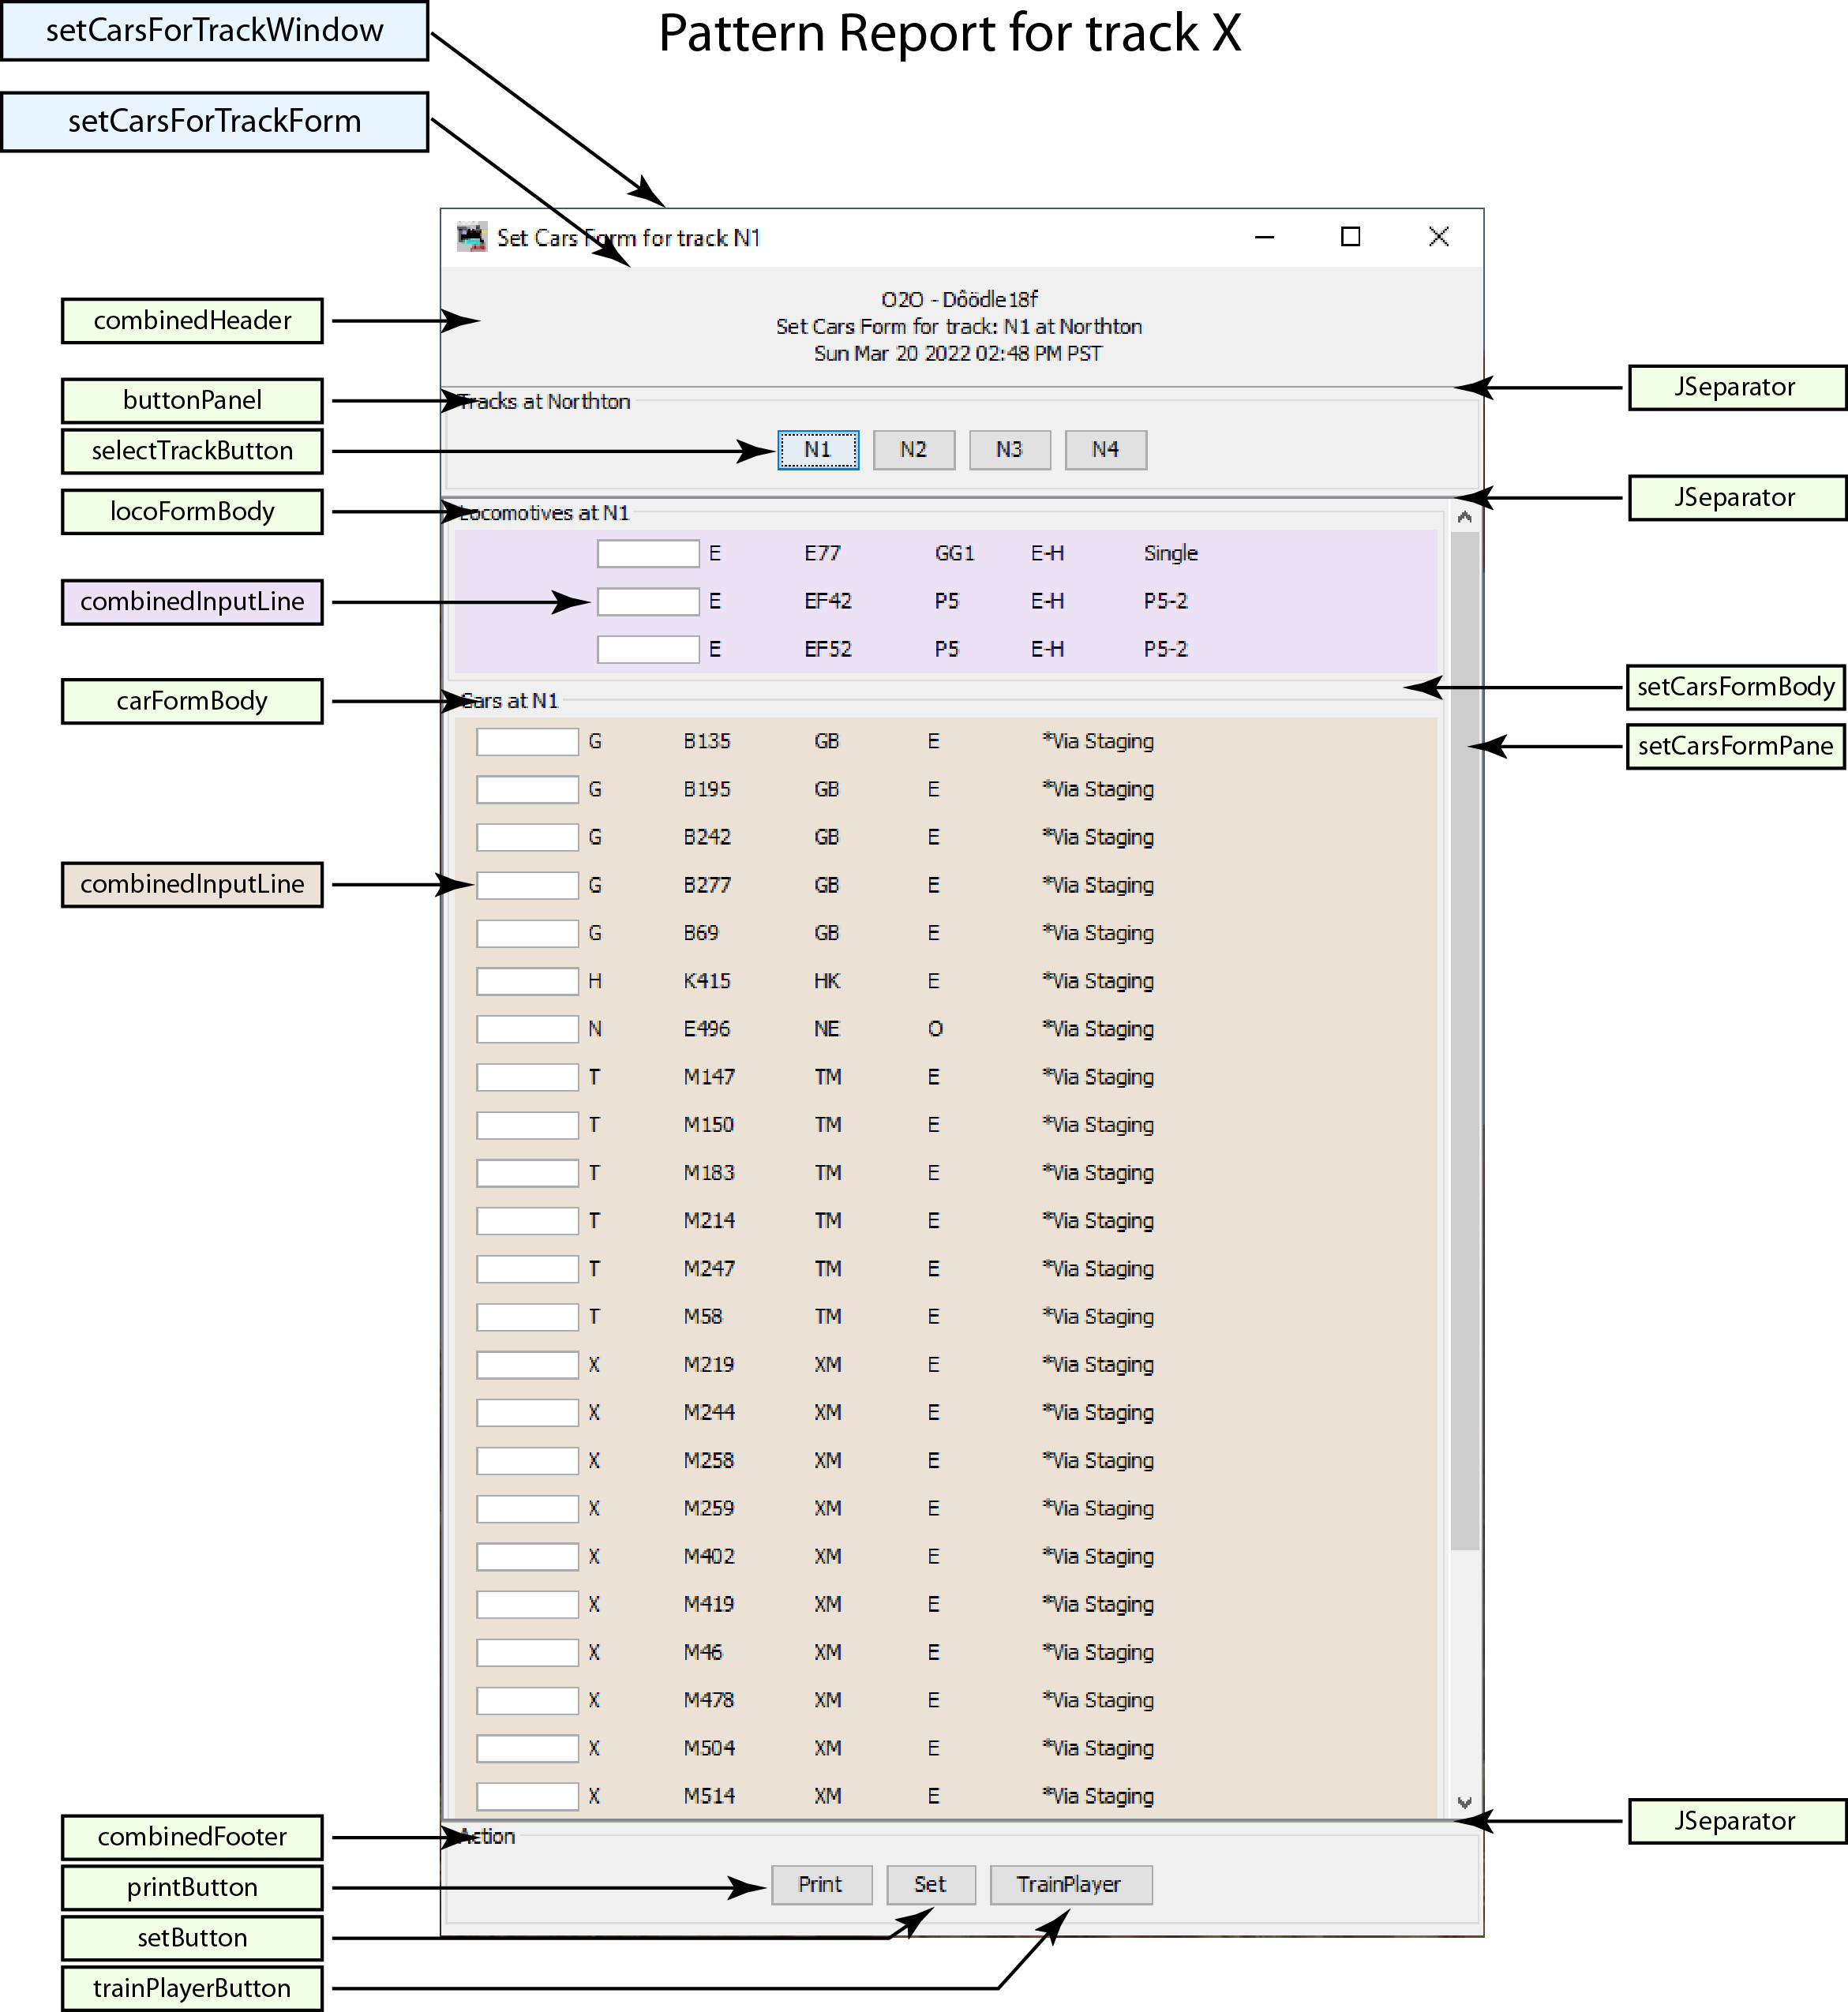 Pattern Report for track X
setCarsForTrackWindow
setCarsForTrackForm
Set Cars Form for track N1
combinedHeader
O2O - Dôödle18f
Set Cars Form for track: N1 at Northton
Sun Mar 20 2022 02:48 PM PST
JSeparator
buttonPanel
Tracks at Northton
selectTrackButton
N1 N2 N3 N4
JSeparator
locoFormBody
Locomotives at N1
E E77 GG1 E-H Single
combinedInputLine
E EF42 P5 E-H P5-2
E EF52 P5 E-H P5-2
setCarsFormBody
carFormBody
Cars at N1
setCarsFormPane
G B135 GB E *Via Staging
G B195 GB E *Via Staging
G B242 GB E *Via Staging
combinedInputLine
G B277 GB E *Via Staging
G B69 GB E *Via Staging
H K415 HK E *Via Staging
N E496 NE O *Via Staging
T M147 TM E *Via Staging
T M150 TM E *Via Staging
T M183 TM E *Via Staging
T M214 TM E *Via Staging
T M247 TM E *Via Staging
T M58 TM E *Via Staging
X M219 XM E *Via Staging
X M244 XM E *Via Staging
X M258 XM E *Via Staging
X M259 XM E *Via Staging
X M402 XM E *Via Staging
X M419 XM E *Via Staging
X M46 XM E *Via Staging
X M478 XM E *Via Staging
X M504 XM E *Via Staging
X M514 XM E *Via Staging
JSeparator
combinedFooter
Action
printButton
Print Set TrainPlayer
setButton
trainPlayerButton